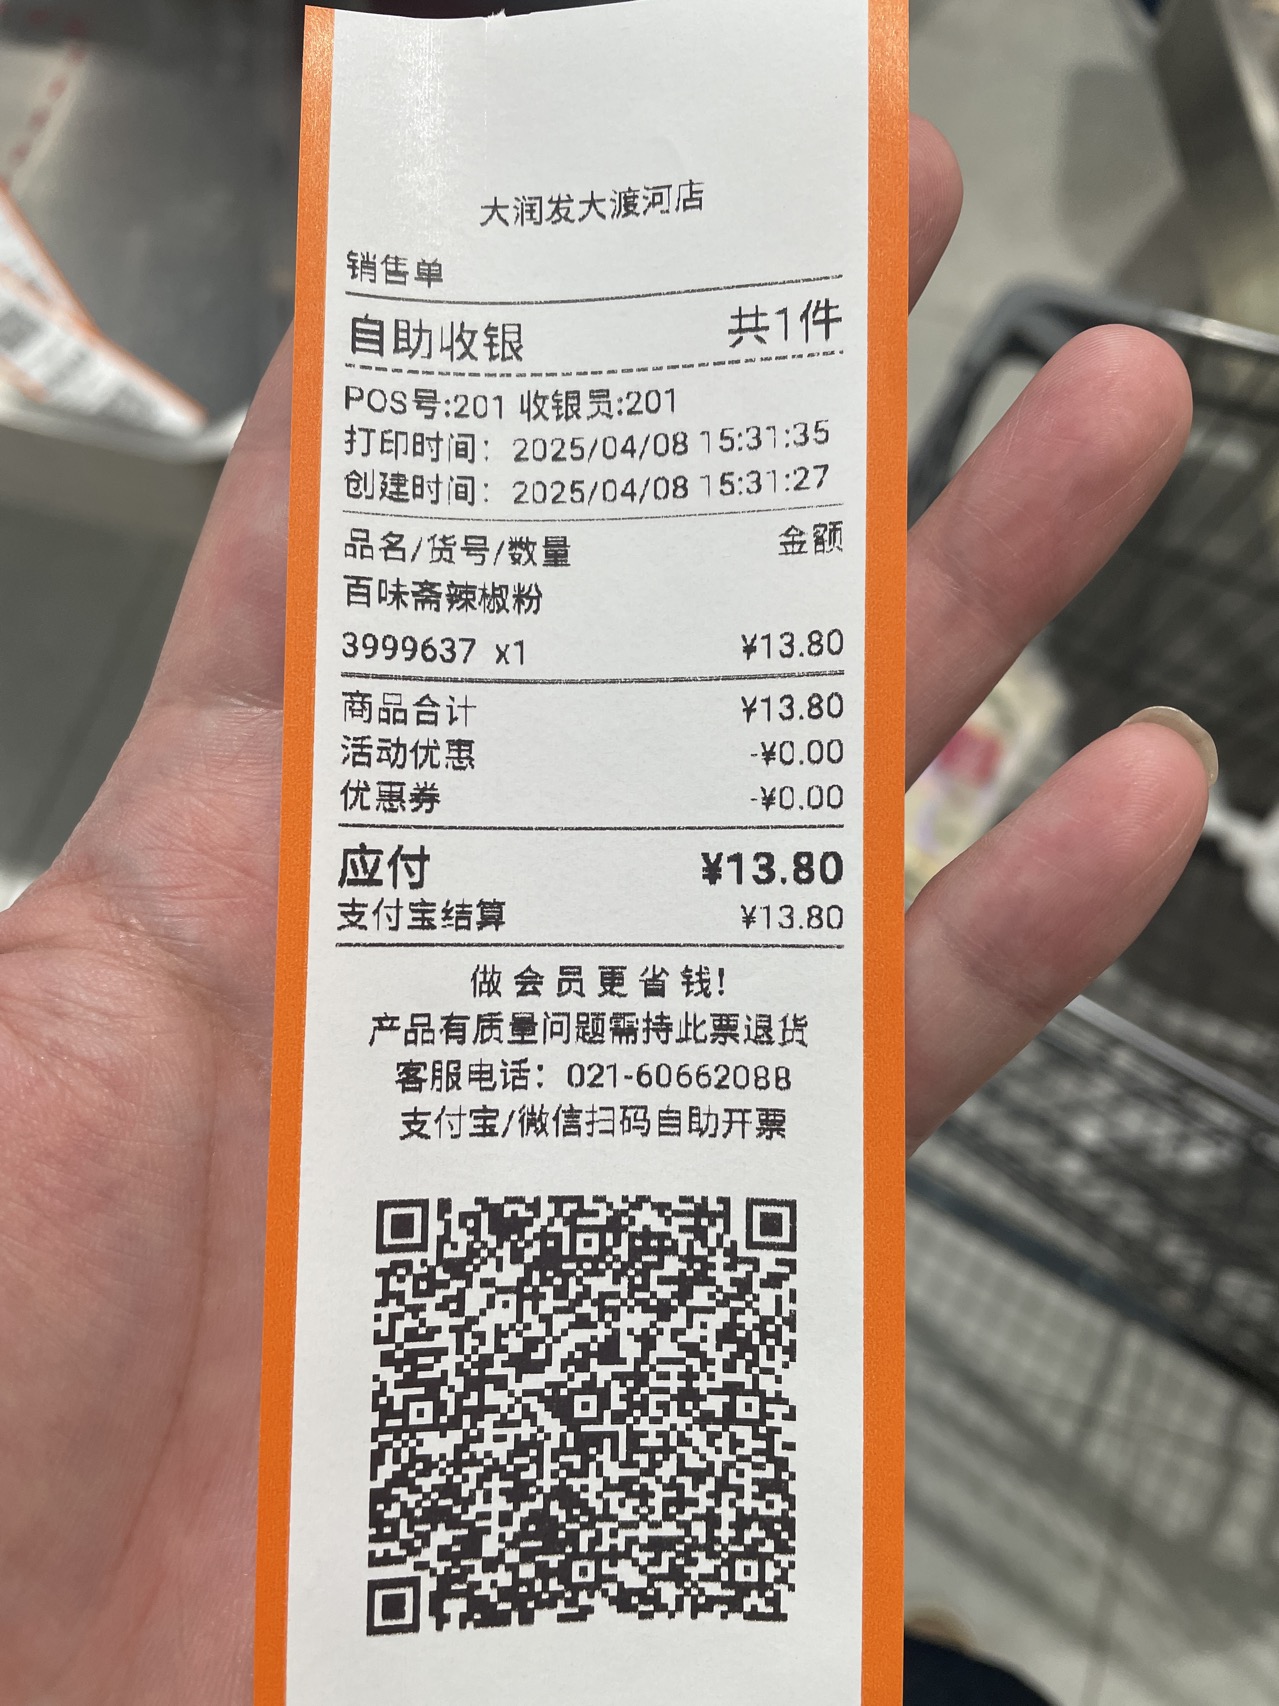 大润发大渡河店
销售单
自助收银 共1件
POS号:201 收银员:201
打印时间：2025/04/08 15:31:35
创建时间：2025/04/08 15:31:27
品名/货号/数量 金额
百味斋辣椒粉
3999637 x1 ¥13.80
商品合计 ¥13.80
活动优惠 -¥0.00
优惠券 -¥0.00
应付 ¥13.80
支付宝结算 ¥13.80
做会员更省钱!
产品有质量问题需持此票退货
客服电话：021-60662088
支付宝/微信扫码自助开票